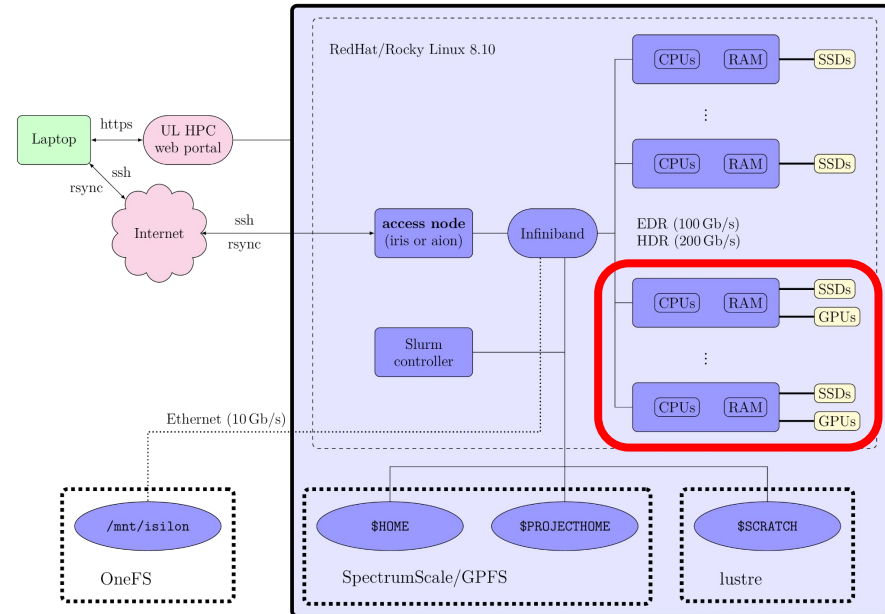 RedHat/Rocky Linux 8.10
CPUs RAM SSDs
CPUs RAM SSDs
https
Laptop
UL HPC
web portal
ssh
rsync
Internet
ssh
rsync
access node
(iris or aion)
Infiniband
EDR (100 Gb/s)
HDR (200 Gb/s)
CPUs RAM SSDs
GPUs
Slurm
controller
CPUs RAM SSDs
GPUs
Ethernet (10 Gb/s)
/mnt/isilon
OneFS
$HOME
$PROJECTHOME
SpectrumScale/GPFS
$SCRATCH
lustre